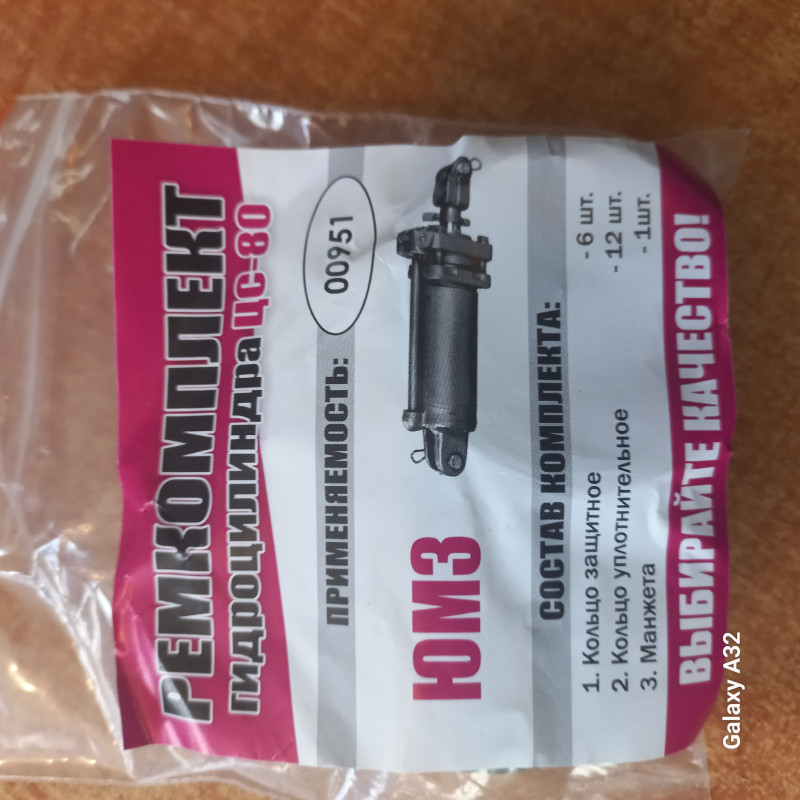 РЕМКОМПЛЕКТ
ГИДРОЦИЛИНДРА ЦС-80
ПРИМЕНЯЕМОСТЬ:
00951
ЮМЗ
СОСТАВ КОМПЛЕКТА:
1. Кольцо защитное - 6 шт.
2. Кольцо уплотнительное - 12 шт.
3. Манжета - 1шт.
ВЫБИРАЙТЕ КАЧЕСТВО!
Galaxy A32